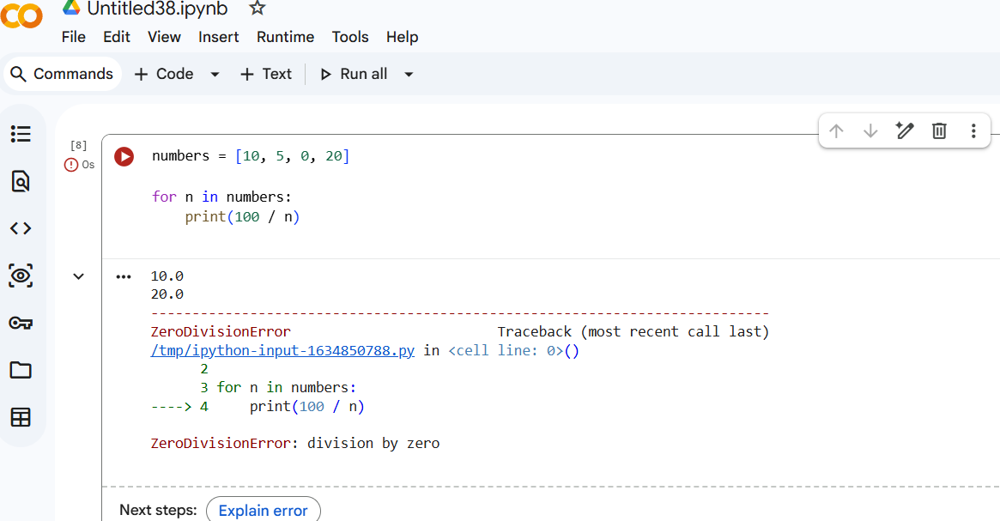 Untitled38.ipynb
File Edit View Insert Runtime Tools Help
Commands + Code + Text Run all
[8]
0s
numbers = [10, 5, 0, 20]
for n in numbers:
    print(100 / n)
10.0
20.0
---------------------------------------------------------------------------
ZeroDivisionError                         Traceback (most recent call last)
/tmp/ipython-input-1634850788.py in <cell line: 0>()
      2
      3 for n in numbers:
----> 4     print(100 / n)
ZeroDivisionError: division by zero
Next steps: Explain error